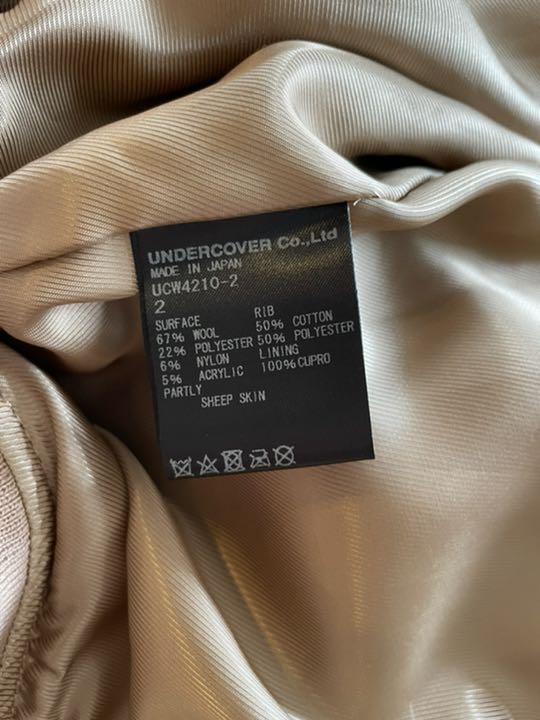 UNDERCOVER Co.,Ltd
MADE IN JAPAN
UCW4210-2
2
SURFACE
67% WOOL
22% POLYESTER
6% NYLON
5% ACRYLIC
PARTLY
SHEEP SKIN
RIB
50% COTTON
50% POLYESTER
LINING
100%CUPRO